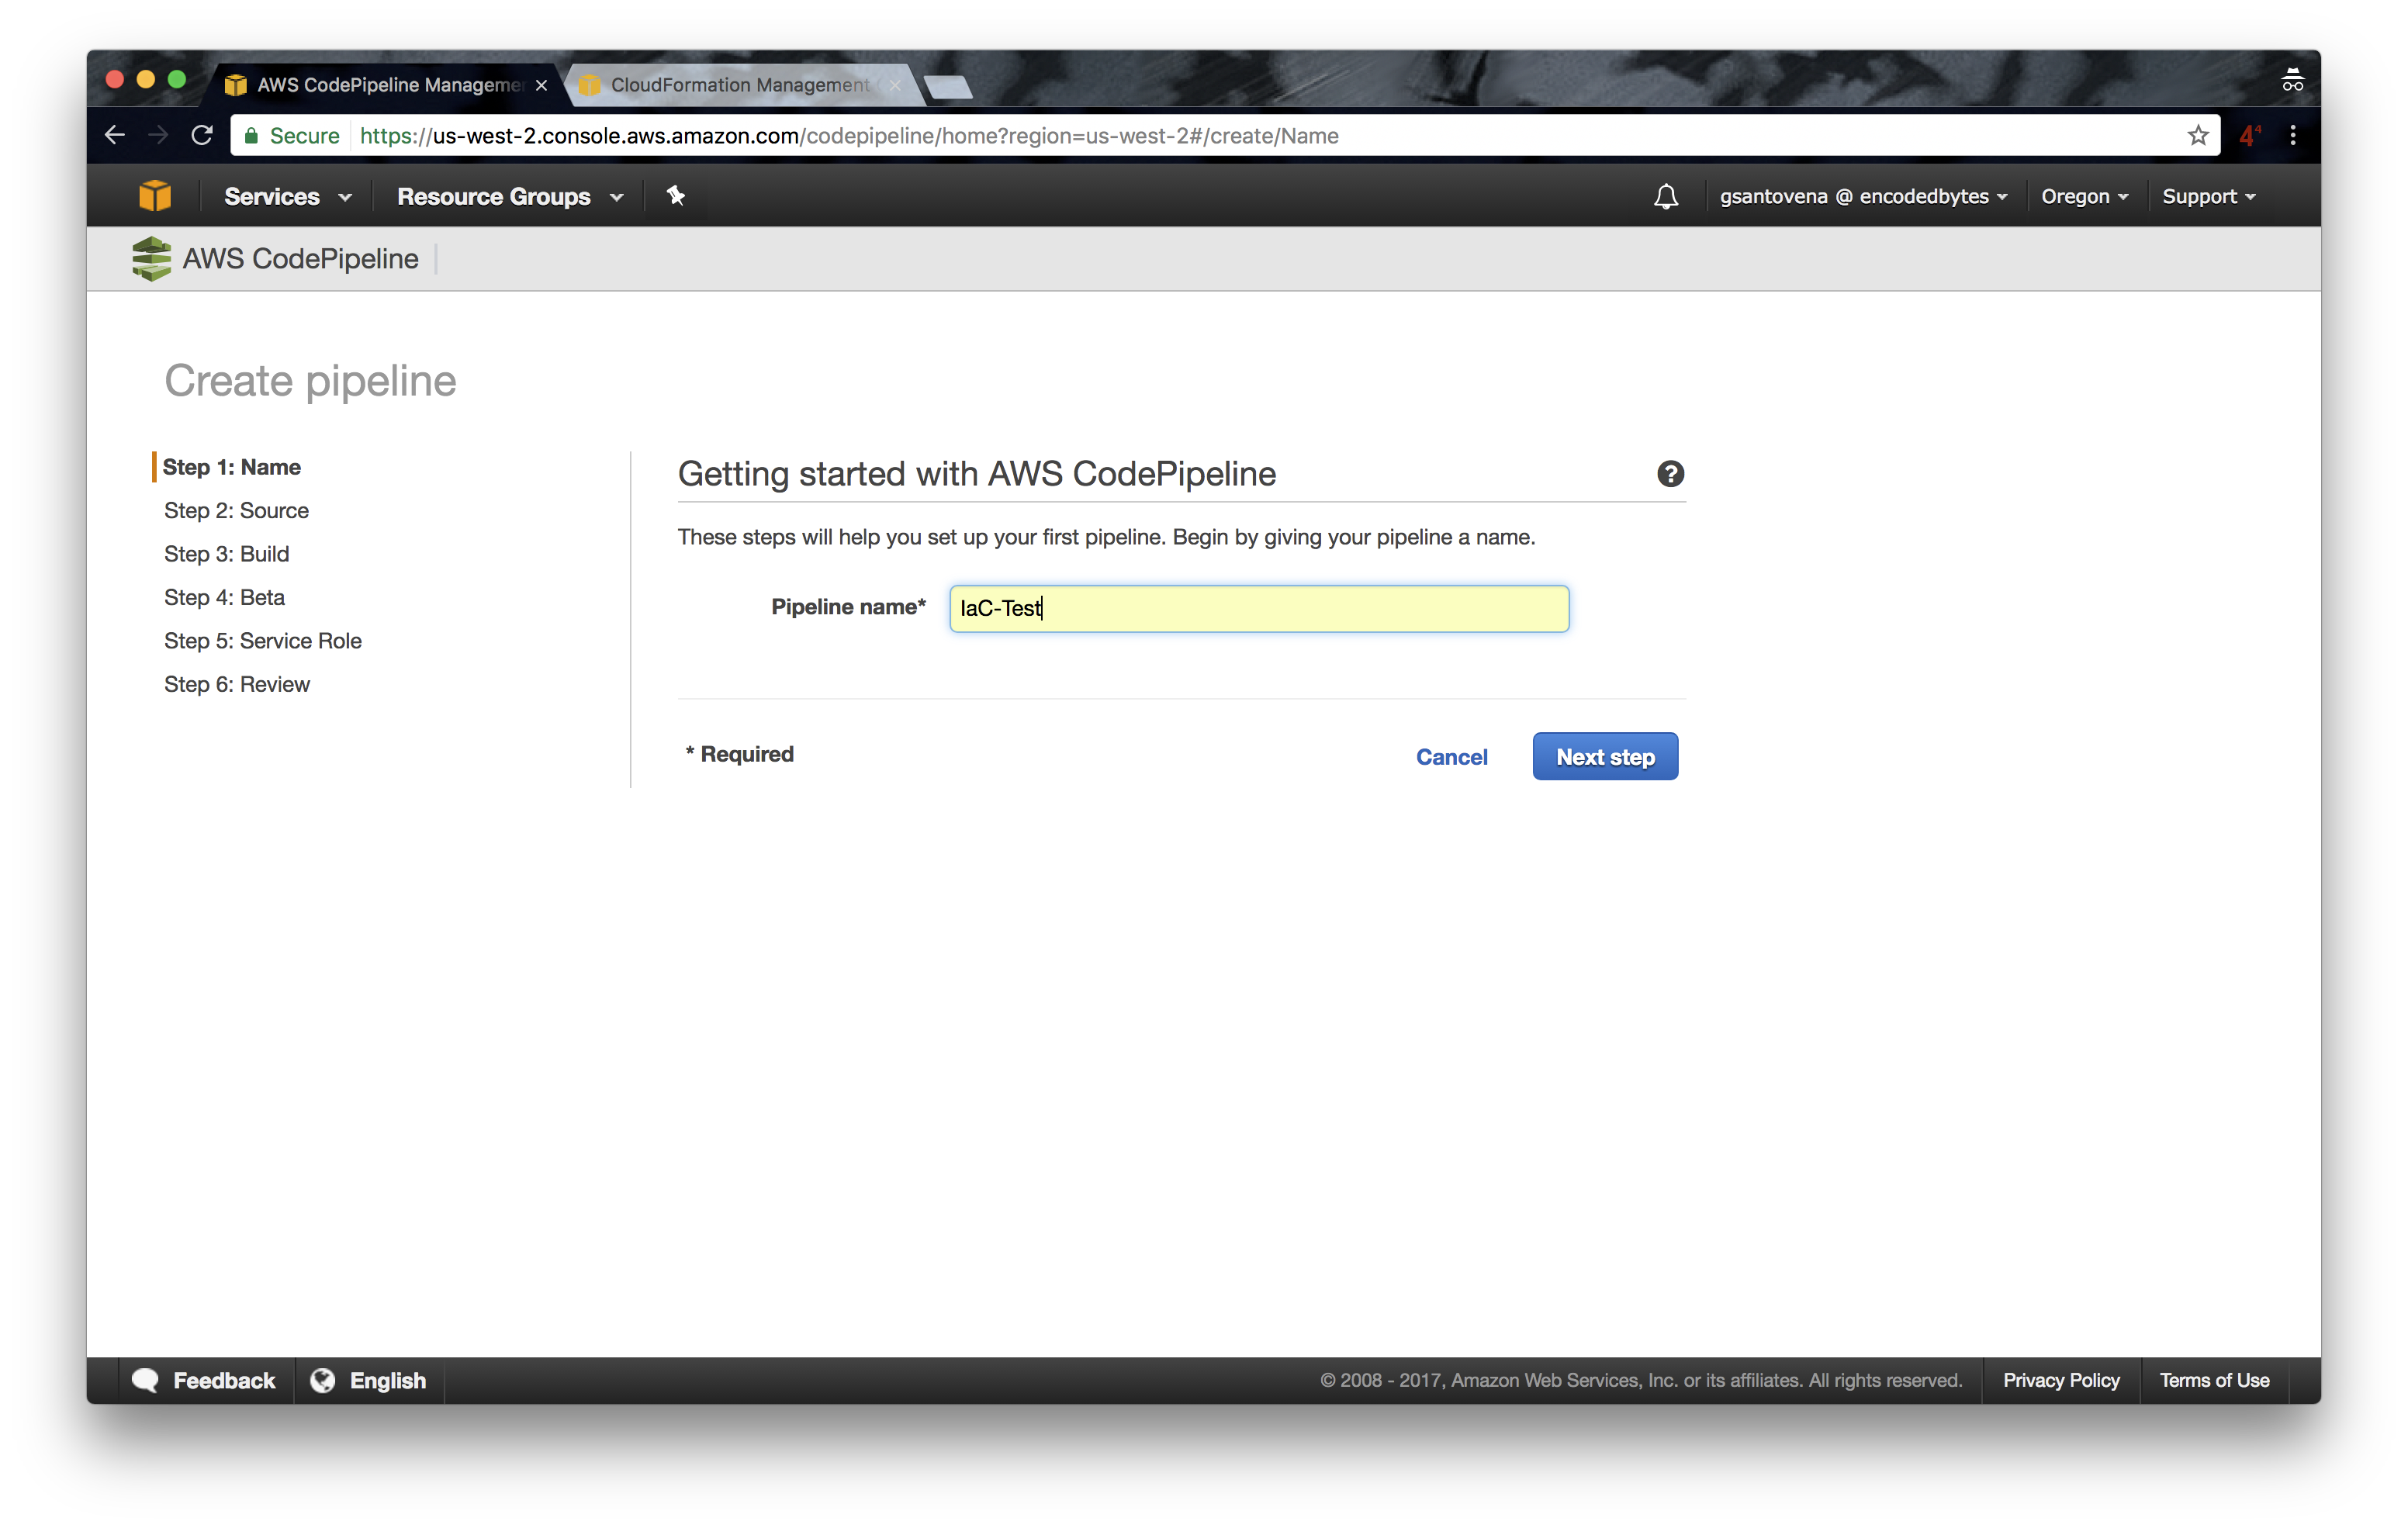 AWS CodePipeline Manageme
CloudFormation Management
Secure https://us-west-2.console.aws.amazon.com/codepipeline/home?region=us-west-2#/create/Name
4⁴
Services
Resource Groups
gsantovena @ encodedbytes
Oregon
Support
AWS CodePipeline
Create pipeline
Step 1: Name
Step 2: Source
Step 3: Build
Step 4: Beta
Step 5: Service Role
Step 6: Review
Getting started with AWS CodePipeline
?
These steps will help you set up your first pipeline. Begin by giving your pipeline a name.
Pipeline name* IaC-Test
* Required
Cancel
Next step
Feedback
English
© 2008 - 2017, Amazon Web Services, Inc. or its affiliates. All rights reserved.
Privacy Policy
Terms of Use